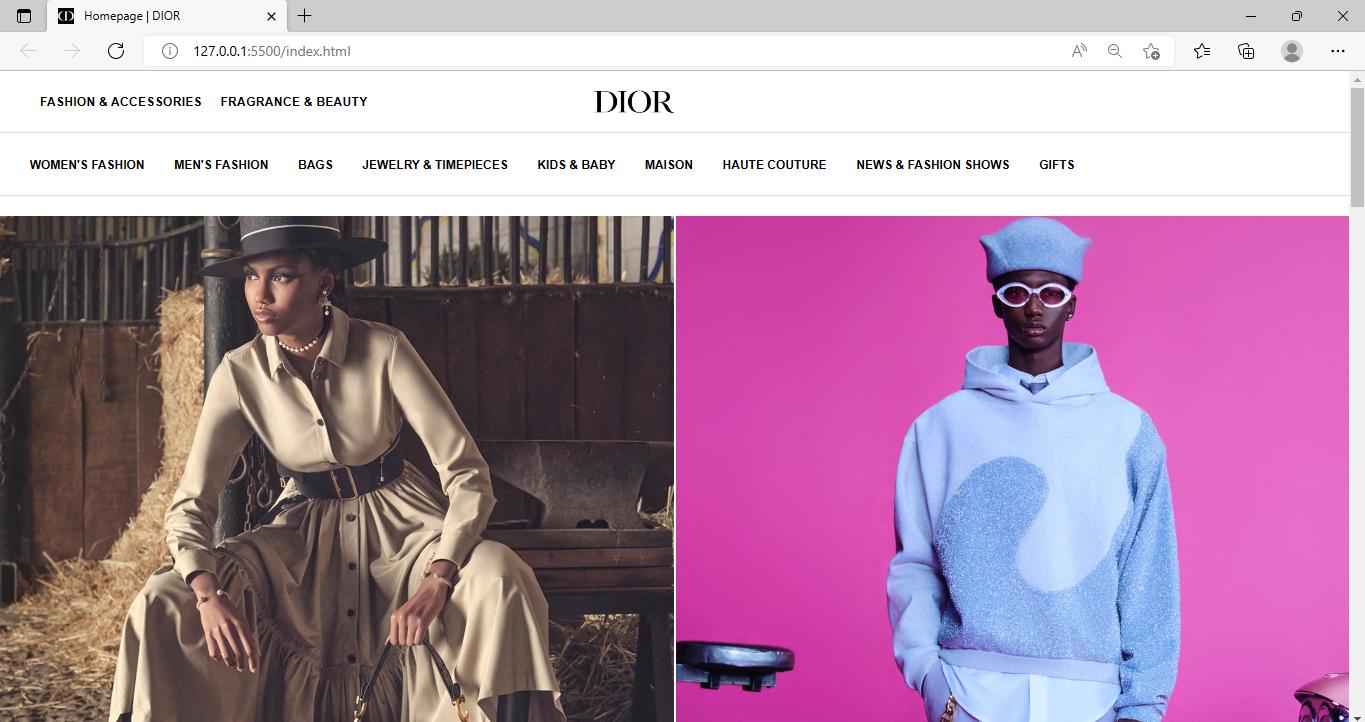 Homepage | DIOR
127.0.0.1:5500/index.html
FASHION & ACCESSORIES FRAGRANCE & BEAUTY DIOR
WOMEN'S FASHION MEN'S FASHION BAGS JEWELRY & TIMEPIECES KIDS & BABY MAISON HAUTE COUTURE NEWS & FASHION SHOWS GIFTS